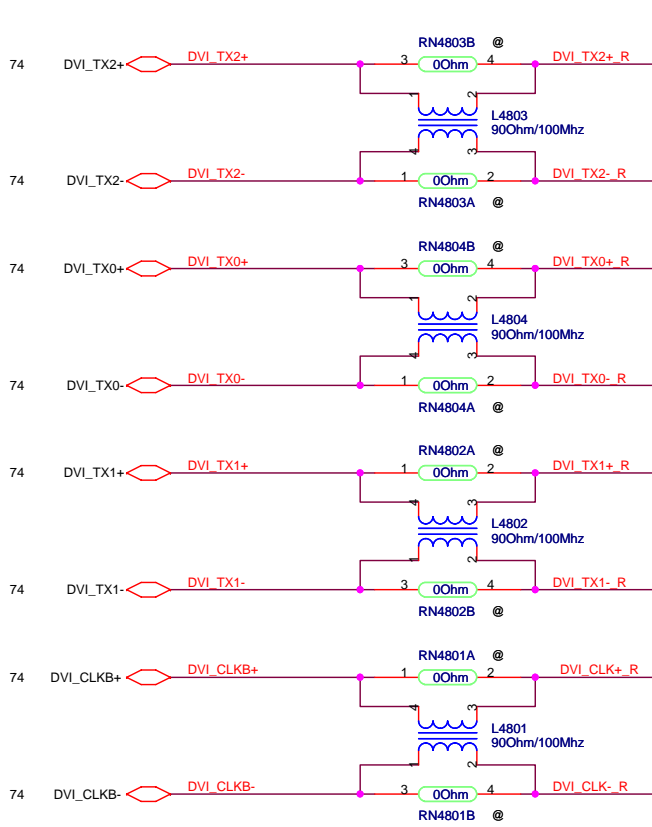 RN4803B @
74 DVI_TX2+ DVI_TX2+ 3 0Ohm 4 DVI_TX2+_R
1 2
L4803
90Ohm/100Mhz
4 3
74 DVI_TX2- DVI_TX2- 1 0Ohm 2 DVI_TX2-_R
RN4803A @
RN4804B @
74 DVI_TX0+ DVI_TX0+ 3 0Ohm 4 DVI_TX0+_R
1 2
L4804
90Ohm/100Mhz
4 3
74 DVI_TX0- DVI_TX0- 1 0Ohm 2 DVI_TX0-_R
RN4804A @
RN4802A @
74 DVI_TX1+ DVI_TX1+ 1 0Ohm 2 DVI_TX1+_R
4 3
L4802
90Ohm/100Mhz
1 2
74 DVI_TX1- DVI_TX1- 3 0Ohm 4 DVI_TX1-_R
RN4802B @
RN4801A @
74 DVI_CLKB+ DVI_CLKB+ 1 0Ohm 2 DVI_CLK+_R
4 3
L4801
90Ohm/100Mhz
1 2
74 DVI_CLKB- DVI_CLKB- 3 0Ohm 4 DVI_CLK-_R
RN4801B @